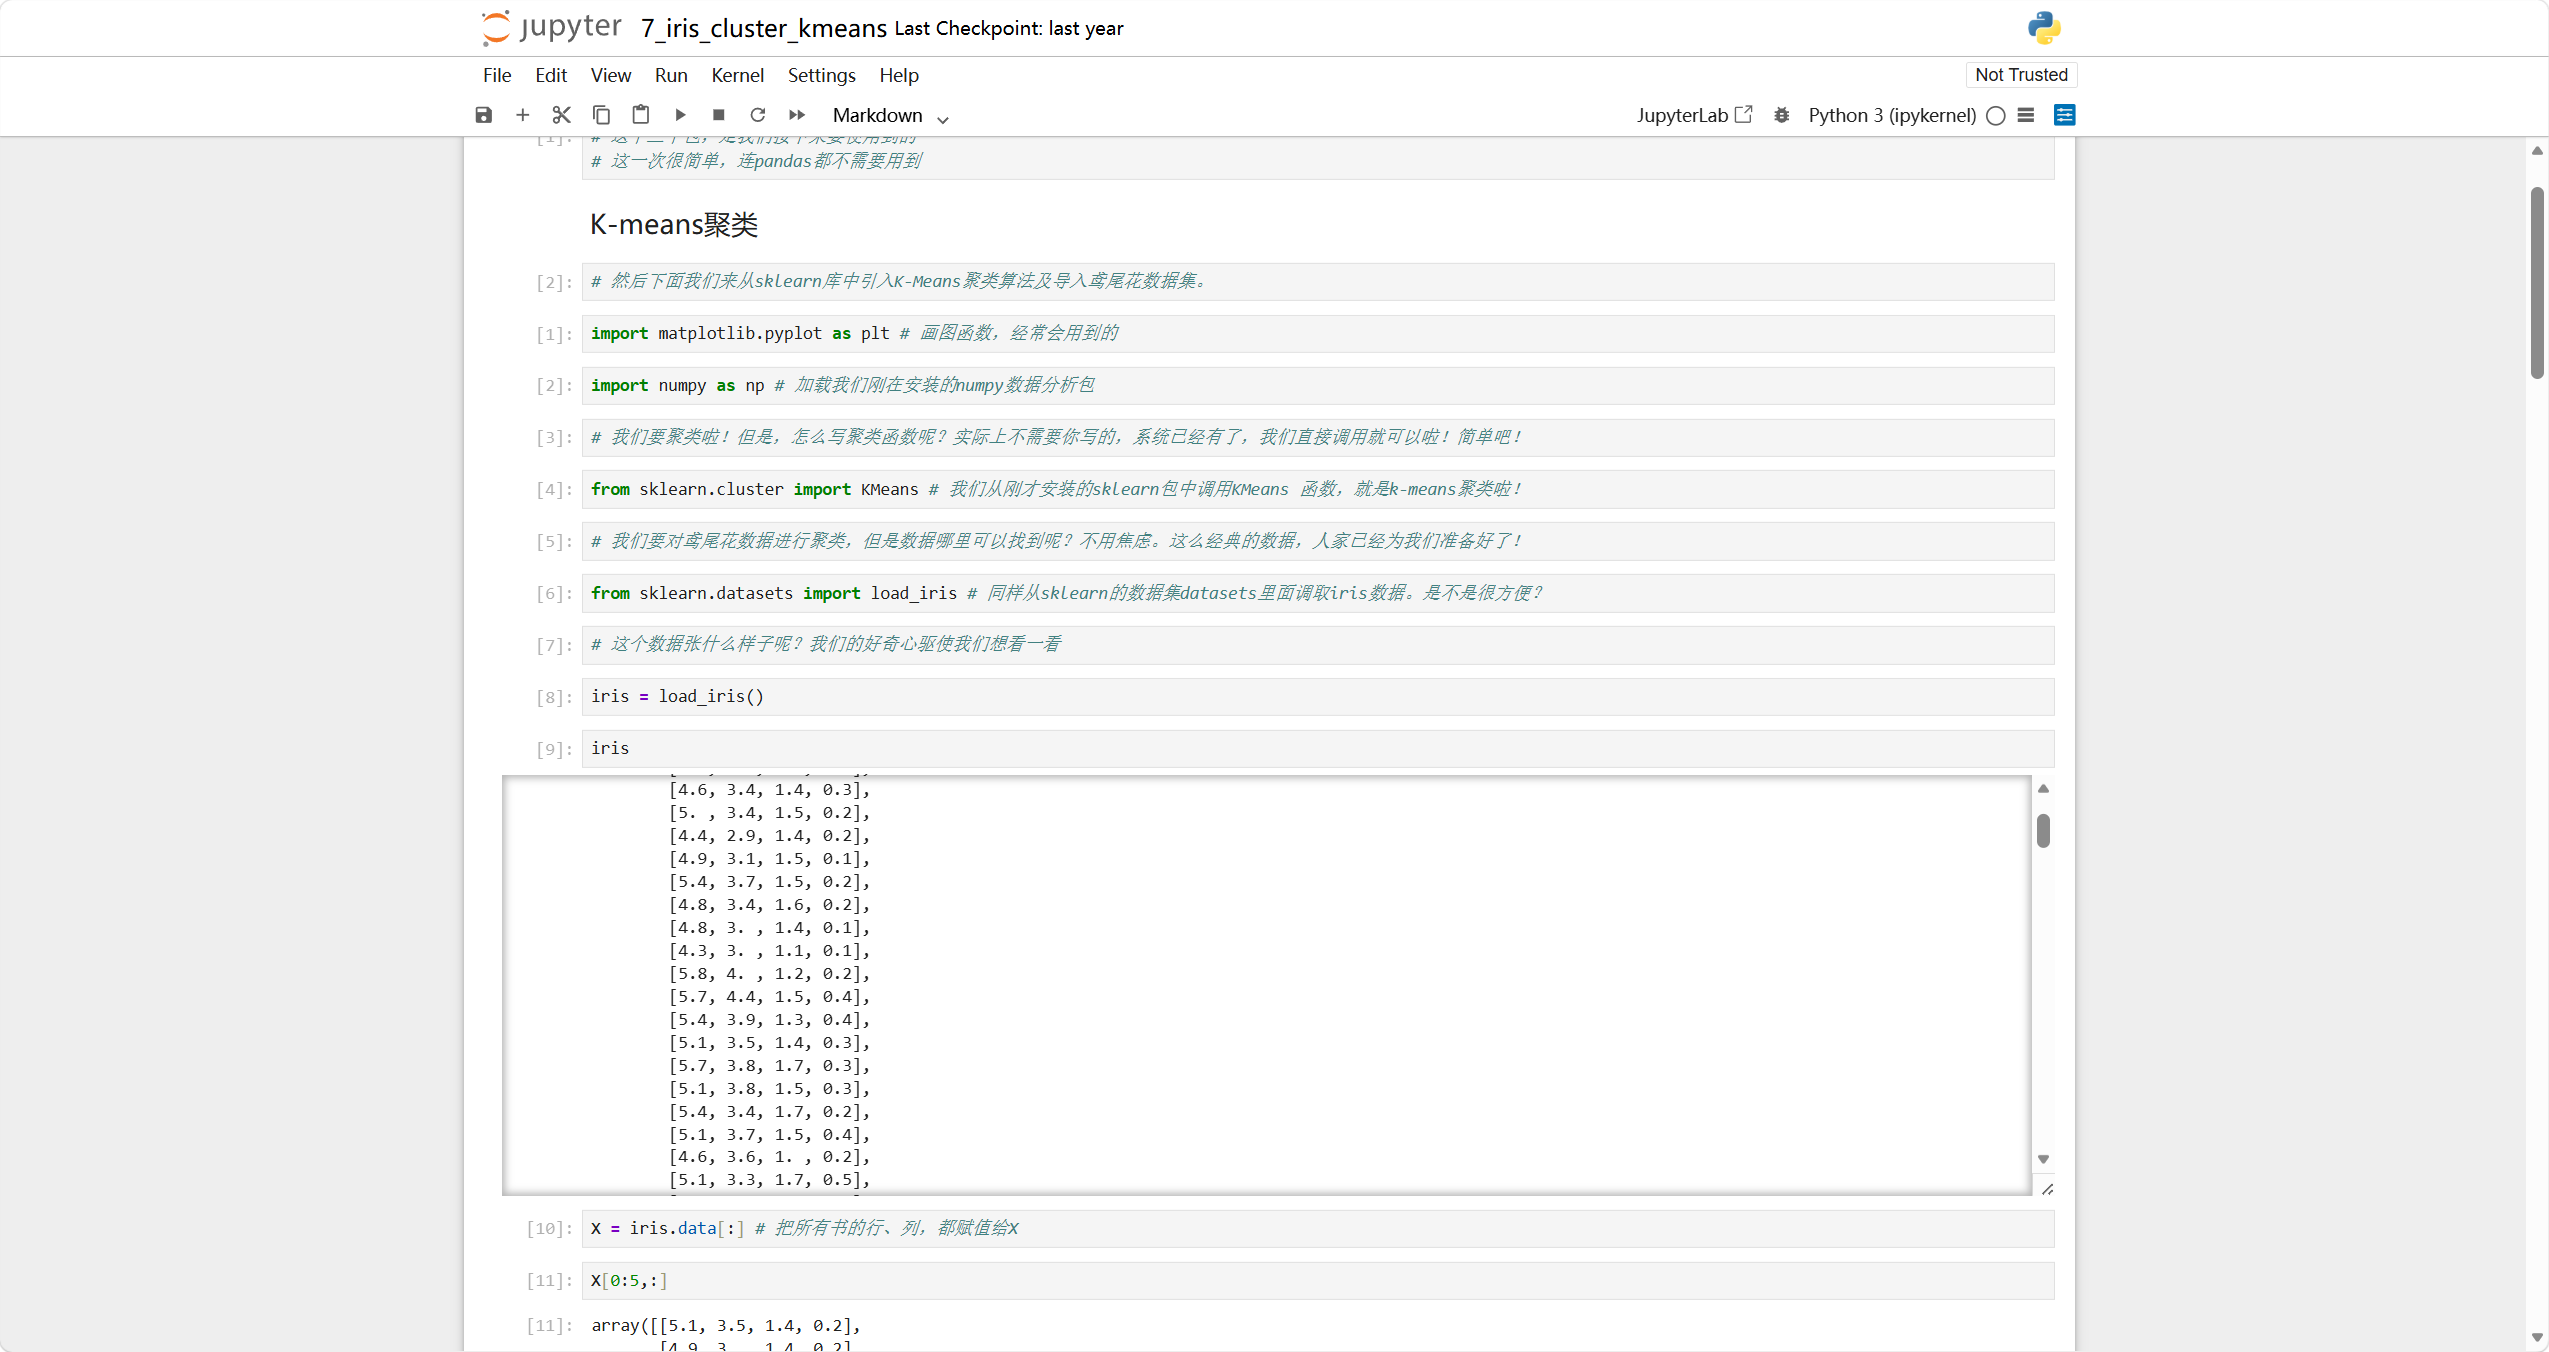 jupyter 7_iris_cluster_kmeans Last Checkpoint: last year
File Edit View Run Kernel Settings Help Not Trusted
Markdown JupyterLab Python 3 (ipykernel)
# 这一次很简单，连pandas都不需要用到
K-means聚类
[2]: # 然后下面我们来从sklearn库中引入K-Means聚类算法及导入鸢尾花数据集。
[1]: import matplotlib.pyplot as plt # 画图函数，经常会用到的
[2]: import numpy as np # 加载我们刚在安装的numpy数据分析包
[3]: # 我们要聚类啦！但是，怎么写聚类函数呢？实际上不需要你写的，系统已经有了，我们直接调用就可以啦！简单吧！
[4]: from sklearn.cluster import KMeans # 我们从刚才安装的sklearn包中调用KMeans 函数，就是k-means聚类啦！
[5]: # 我们要对鸢尾花数据进行聚类，但是数据哪里可以找到呢？不用焦虑。这么经典的数据，人家已经为我们准备好了！
[6]: from sklearn.datasets import load_iris # 同样从sklearn的数据集datasets里面调取iris数据。是不是很方便？
[7]: # 这个数据张什么样子呢？我们的好奇心驱使我们想看一看
[8]: iris = load_iris()
[9]: iris
[4.6, 3.4, 1.4, 0.3],
[5. , 3.4, 1.5, 0.2],
[4.4, 2.9, 1.4, 0.2],
[4.9, 3.1, 1.5, 0.1],
[5.4, 3.7, 1.5, 0.2],
[4.8, 3.4, 1.6, 0.2],
[4.8, 3. , 1.4, 0.1],
[4.3, 3. , 1.1, 0.1],
[5.8, 4. , 1.2, 0.2],
[5.7, 4.4, 1.5, 0.4],
[5.4, 3.9, 1.3, 0.4],
[5.1, 3.5, 1.4, 0.3],
[5.7, 3.8, 1.7, 0.3],
[5.1, 3.8, 1.5, 0.3],
[5.4, 3.4, 1.7, 0.2],
[5.1, 3.7, 1.5, 0.4],
[4.6, 3.6, 1. , 0.2],
[5.1, 3.3, 1.7, 0.5],
[10]: X = iris.data[:] # 把所有书的行、列，都赋值给X
[11]: X[0:5,:]
[11]: array([[5.1, 3.5, 1.4, 0.2],